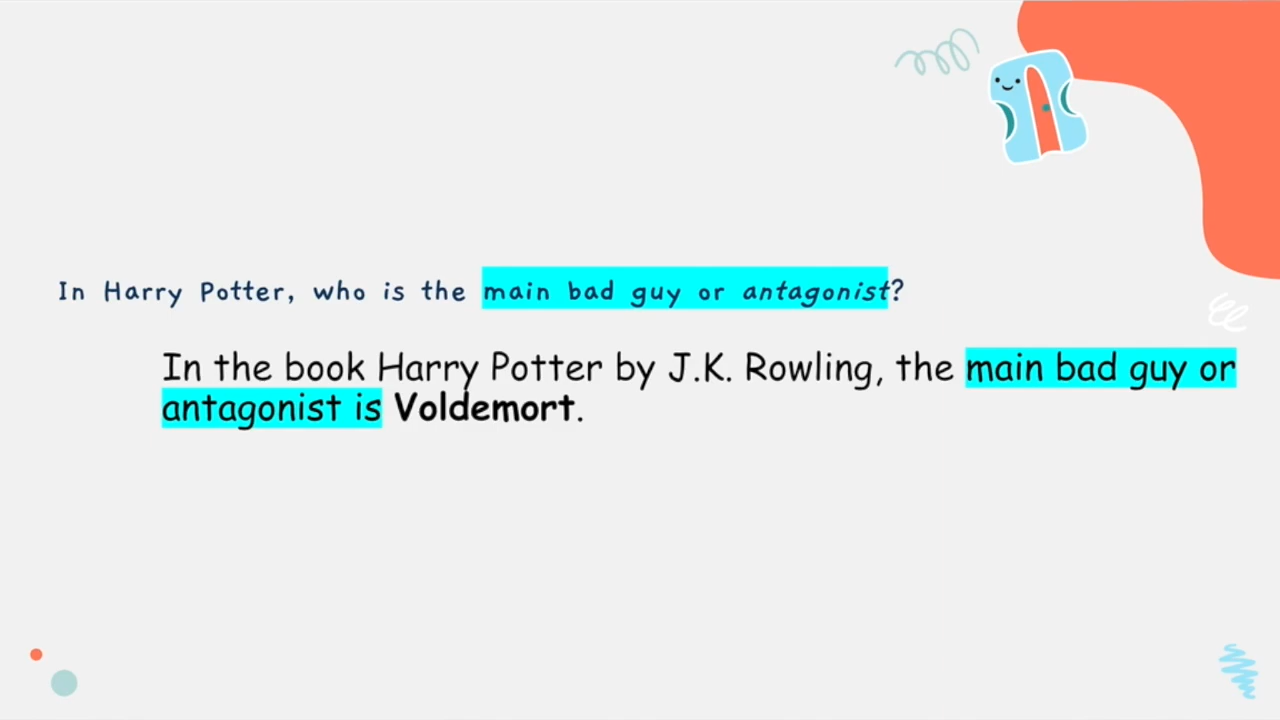 In Harry Potter, who is the main bad guy or antagonist?
In the book Harry Potter by J.K. Rowling, the main bad guy or
antagonist is Voldemort.